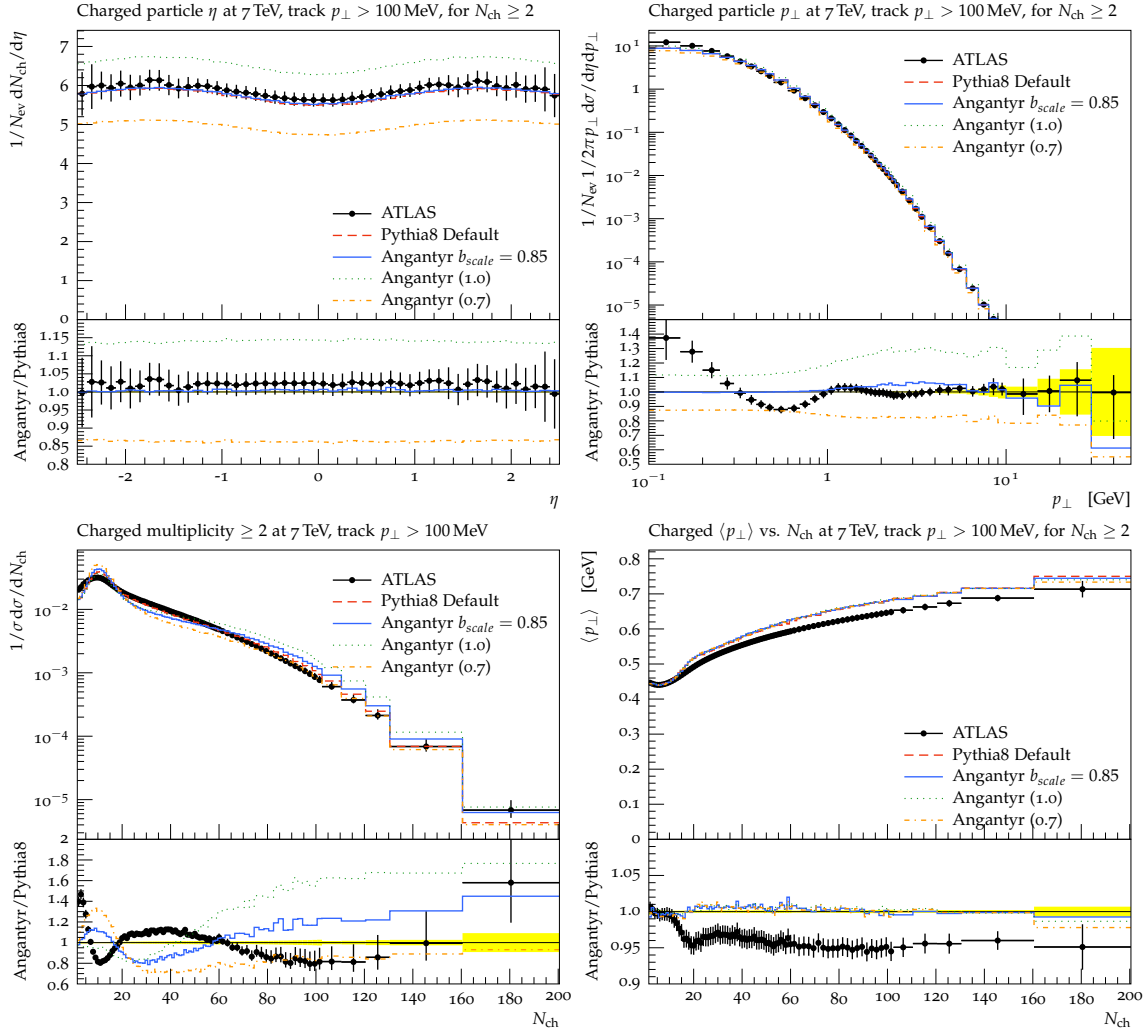 Charged particle η at 7 TeV, track p⊥ > 100 MeV, for Nch ≥ 2
1/Nev dNch/dη
7
6
5
4
3
2
1
0
ATLAS
Pythia8 Default
Angantyr bscale = 0.85
Angantyr (1.0)
Angantyr (0.7)
Angantyr/Pythia8
1.15
1.1
1.05
1.0
0.95
0.9
0.85
0.8
-2 -1 0 1 2
η
Charged particle p⊥ at 7 TeV, track p⊥ > 100 MeV, for Nch ≥ 2
1/Nev 1/2πp⊥ dσ/dηdp⊥
10^1
1
10^−1
10^−2
10^−3
10^−4
10^−5
ATLAS
Pythia8 Default
Angantyr bscale = 0.85
Angantyr (1.0)
Angantyr (0.7)
Angantyr/Pythia8
1.4
1.3
1.2
1.1
1.0
0.9
0.8
0.7
0.6
0.5
10^−1 1 10^1
p⊥ [GeV]
Charged multiplicity ≥ 2 at 7 TeV, track p⊥ > 100 MeV
1/σ dσ/dNch
10^−2
10^−3
10^−4
10^−5
ATLAS
Pythia8 Default
Angantyr bscale = 0.85
Angantyr (1.0)
Angantyr (0.7)
Angantyr/Pythia8
2
1.8
1.6
1.4
1.2
1
0.8
0.6
20 40 60 80 100 120 140 160 180 200
Nch
Charged ⟨p⊥⟩ vs. Nch at 7 TeV, track p⊥ > 100 MeV, for Nch ≥ 2
⟨p⊥⟩ [GeV]
0.8
0.7
0.6
0.5
0.4
0.3
0.2
0.1
0
ATLAS
Pythia8 Default
Angantyr bscale = 0.85
Angantyr (1.0)
Angantyr (0.7)
Angantyr/Pythia8
1.05
1.0
0.95
0.9
20 40 60 80 100 120 140 160 180 200
Nch